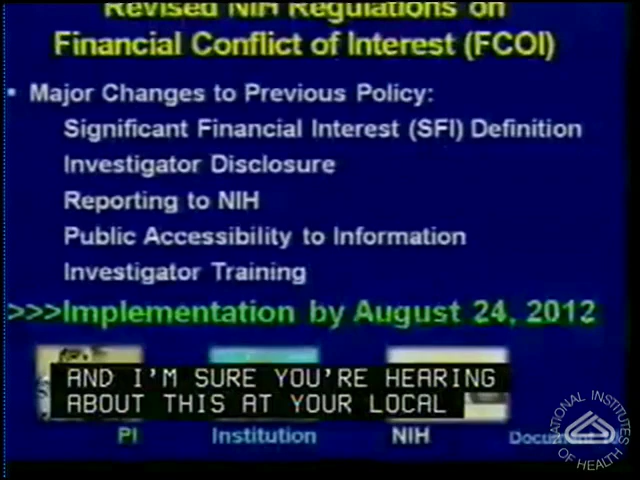 Revised NIH Regulations on
Financial Conflict of Interest (FCOI)
• Major Changes to Previous Policy:
Significant Financial Interest (SFI) Definition
Investigator Disclosure
Reporting to NIH
Public Accessibility to Information
Investigator Training
>>>Implementation by August 24, 2012
AND I'M SURE YOU'RE HEARING
ABOUT THIS AT YOUR LOCAL
PI Institution NIH Document
NATIONAL INSTITUTES OF HEALTH